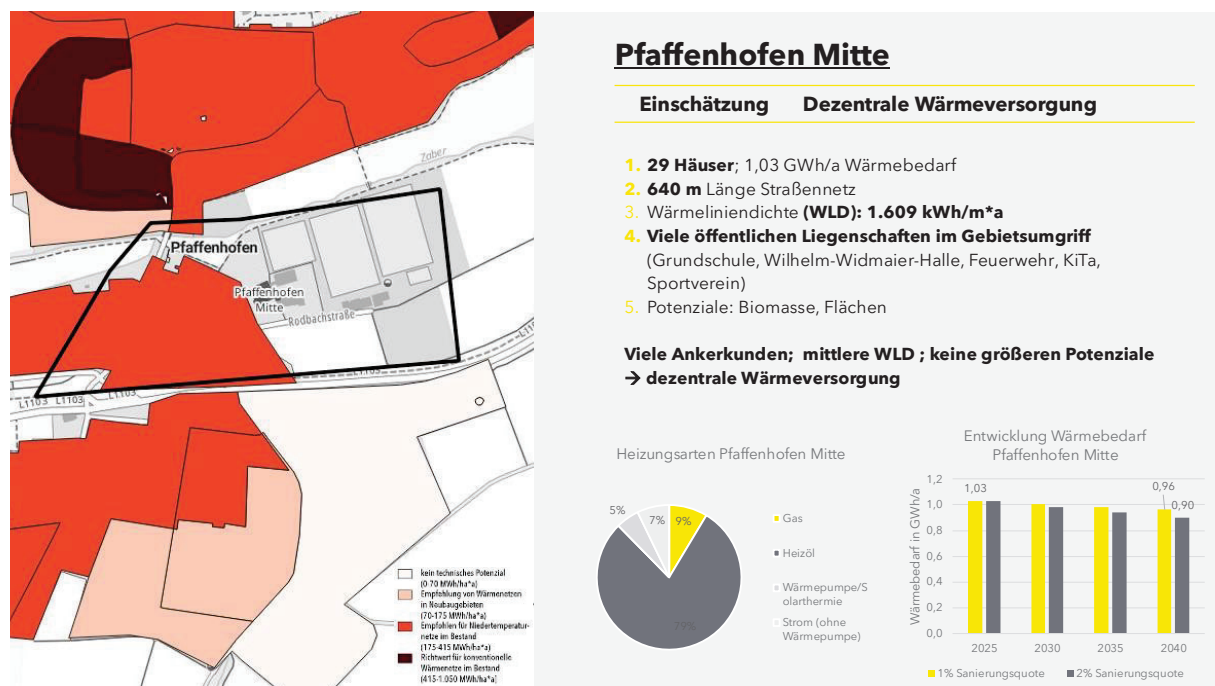 Zaber
Pfaffenhofen
Pfaffenhofen
Mitte
Rodbachstraße
L1103
L1103
L1103
L1103
L110
kein technisches Potenzial
(0-70 MWh/ha*a)
Empfehlung von Wärmenetzen
in Neubaugebieten
(70-175 MWh/ha*a)
Empfohlen für Niedertemperatur-
netze im Bestand
(175-415 MWh/ha*a)
Richtwert für konventionelle
Wärmenetze im Bestand
(415-1.050 MWh/ha*a)
Pfaffenhofen Mitte
Einschätzung Dezentrale Wärmeversorgung
1. 29 Häuser; 1,03 GWh/a Wärmebedarf
2. 640 m Länge Straßennetz
3. Wärmeliniendichte (WLD): 1.609 kWh/m*a
4. Viele öffentlichen Liegenschaften im Gebietsumgriff
(Grundschule, Wilhelm-Widmaier-Halle, Feuerwehr, KiTa,
Sportverein)
5. Potenziale: Biomasse, Flächen
Viele Ankerkunden; mittlere WLD ; keine größeren Potenziale
→ dezentrale Wärmeversorgung
Heizungsarten Pfaffenhofen Mitte
5%
7%
9%
79%
Gas
Heizöl
Wärmepumpe/S
olarthermie
Strom (ohne
Wärmepumpe)
Entwicklung Wärmebedarf
Pfaffenhofen Mitte
Wärmebedarf in GWh/a
1,2
1,0
0,8
0,6
0,4
0,2
0,0
1,03
0,96
0,90
2025
2030
2035
2040
1% Sanierungsquote
2% Sanierungsquote